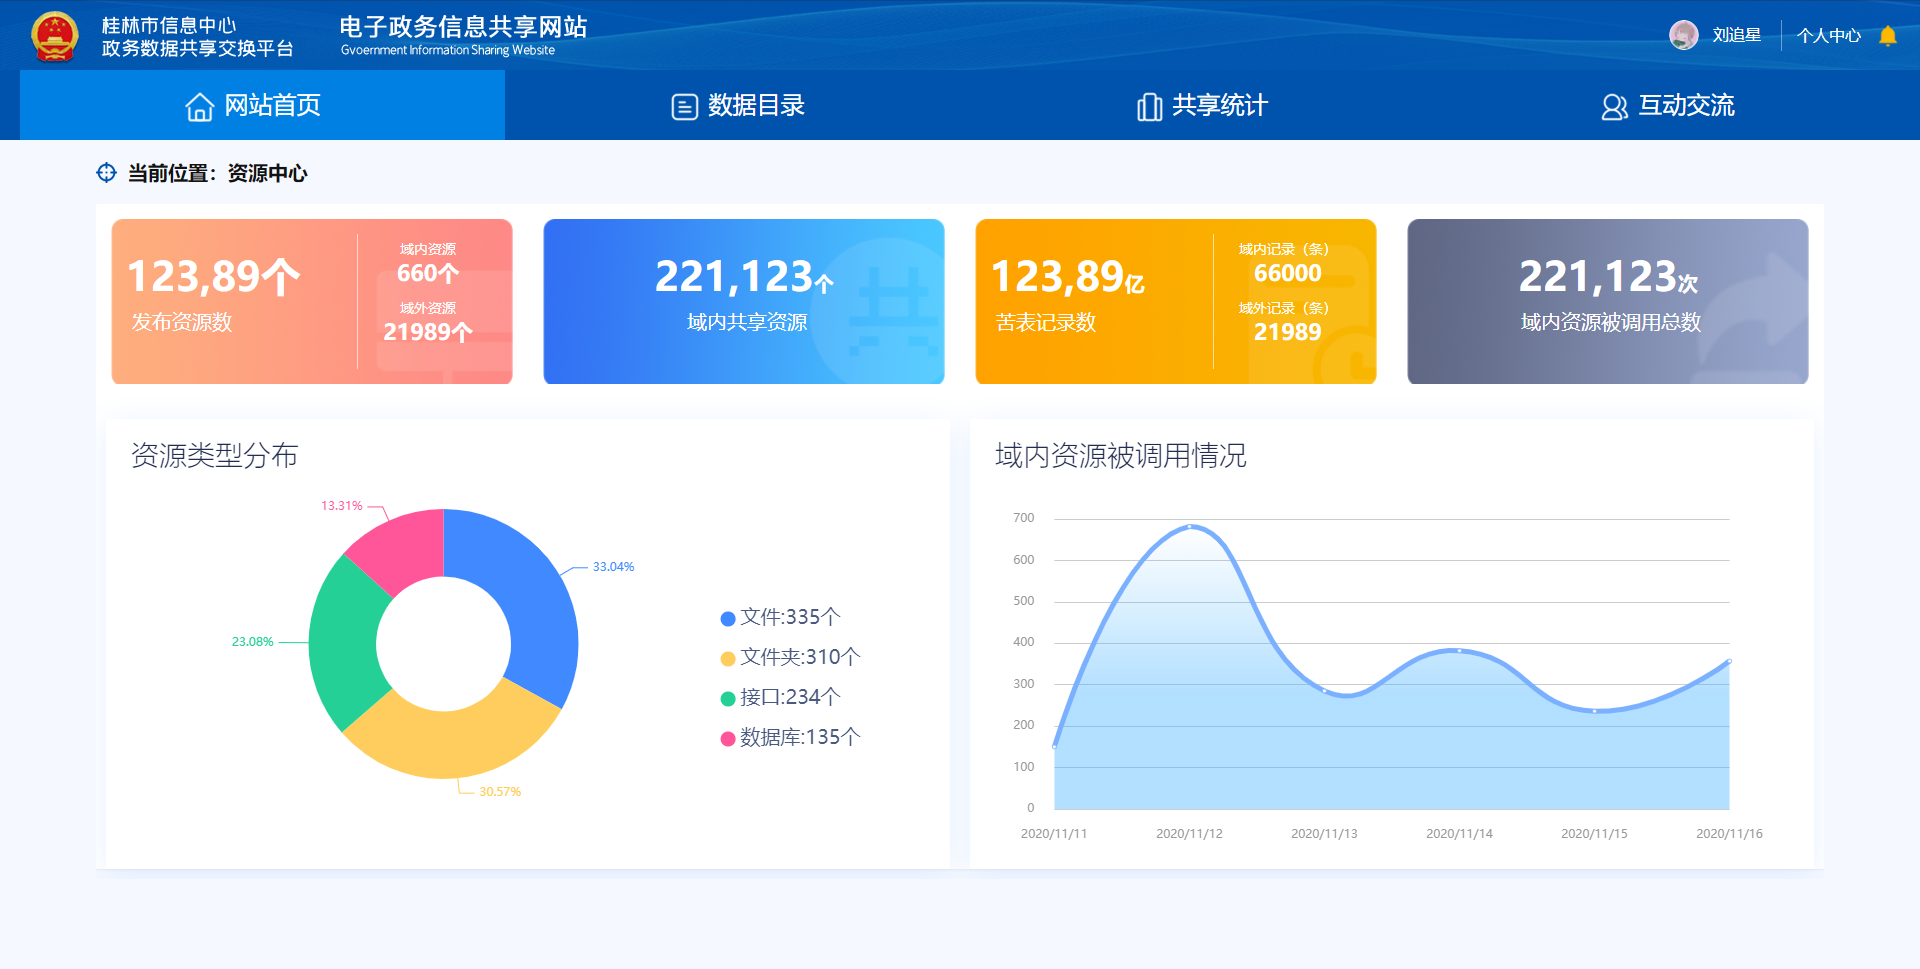 桂林市信息中心
政务数据共享交换平台
电子政务信息共享网站
Gvoernment Information Sharing Website
刘追星
个人中心
网站首页
数据目录
共享统计
互动交流
当前位置：资源中心
123,89个
发布资源数
域内资源
660个
域外资源
21989个
221,123个
域内共享资源
123,89亿
苦表记录数
域内记录（条）
66000
域外记录（条）
21989
221,123次
域内资源被调用总数
资源类型分布
13.31%
33.04%
23.08%
30.57%
文件:335个
文件夹:310个
接口:234个
数据库:135个
域内资源被调用情况
700
600
500
400
300
200
100
0
2020/11/11
2020/11/12
2020/11/13
2020/11/14
2020/11/15
2020/11/16